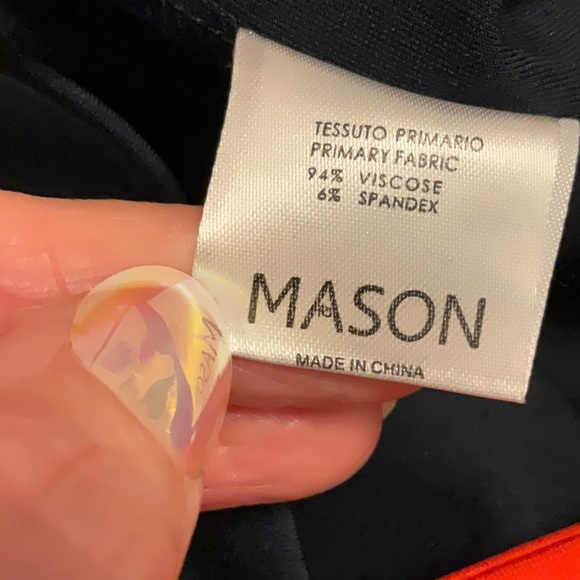 TESSUTO PRIMARIO
PRIMARY FABRIC
94% VISCOSE
6% SPANDEX
MASON
MADE IN CHINA